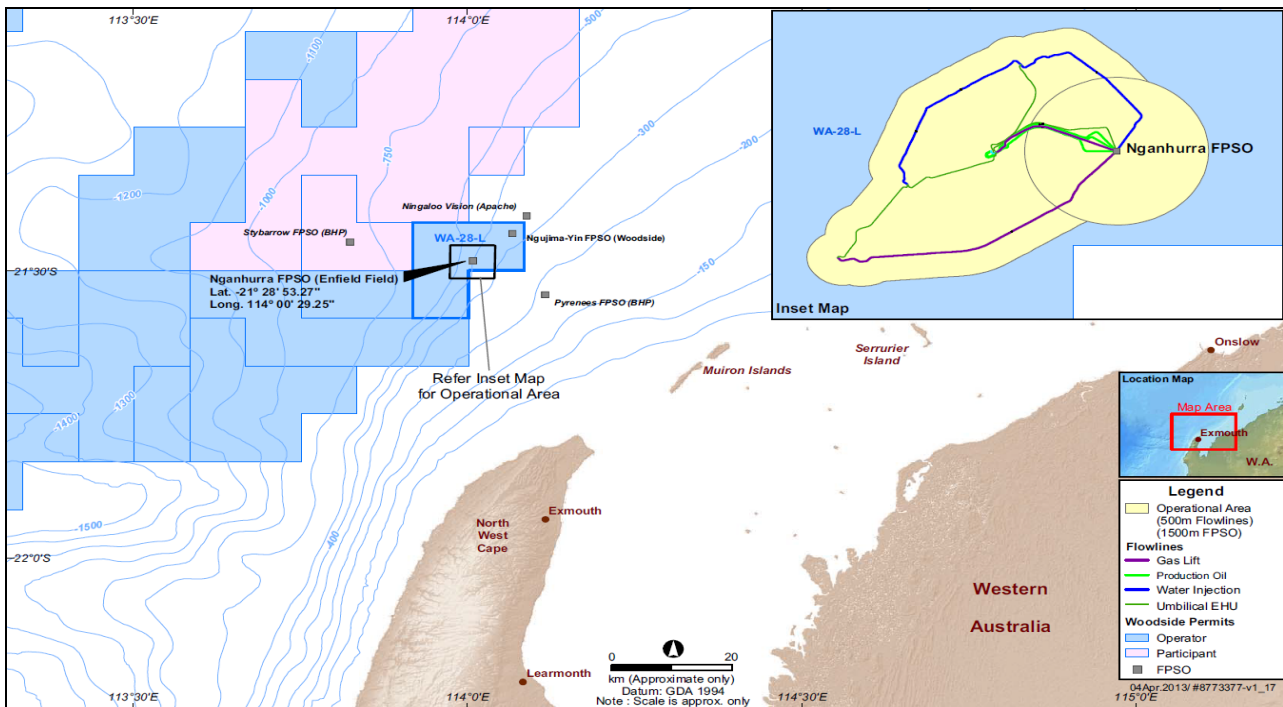 113°30'E
114°0'E
-500
-1100
-750
-1000
-300
-200
-1200
-150
Ningaloo Vision (Apache)
Stybarrow FPSO (BHP)
WA-28-L
Ngujima-Yin FPSO (Woodside)
21°30'S
Nganhurra FPSO (Enfield Field)
Lat. -21° 28' 53.27"
Long. 114° 00' 29.25"
Pyrenees FPSO (BHP)
WA-28-L
Nganhurra FPSO
Inset Map
Refer Inset Map
for Operational Area
Muiron Islands
Serrurier
Island
Onslow
-1300
-1400
-1500
-400
Location Map
Map Area
Exmouth
W.A.
Exmouth
North
West
Cape
22°0'S
Western
Australia
Learmonth
0 20
km (Approximate only)
Datum: GDA 1994
Note : Scale is approx. only
Legend
Operational Area
(500m Flowlines)
(1500m FPSO)
Flowlines
Gas Lift
Production Oil
Water Injection
Umbilical EHU
Woodside Permits
Operator
Participant
FPSO
04Apr.2013/ #8773377-v1_17
113°30'E
114°0'E
114°30'E
115°0'E